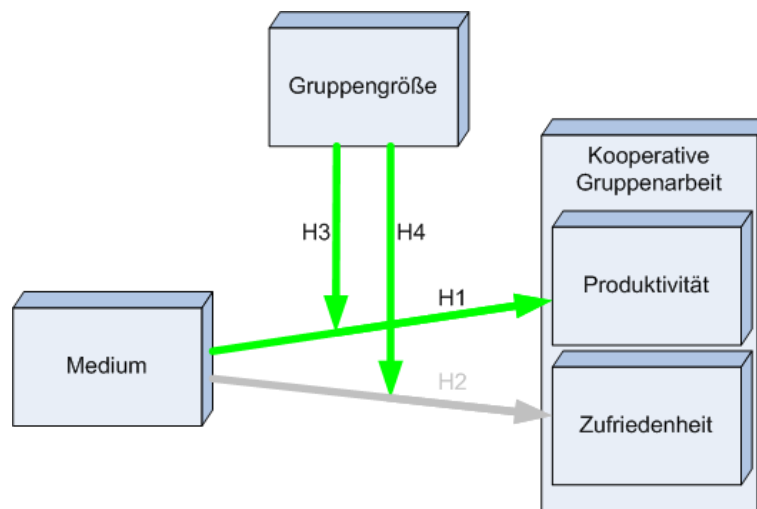 Gruppengröße
Kooperative
Gruppenarbeit
H3
H4
H1
Produktivität
Medium
H2
Zufriedenheit